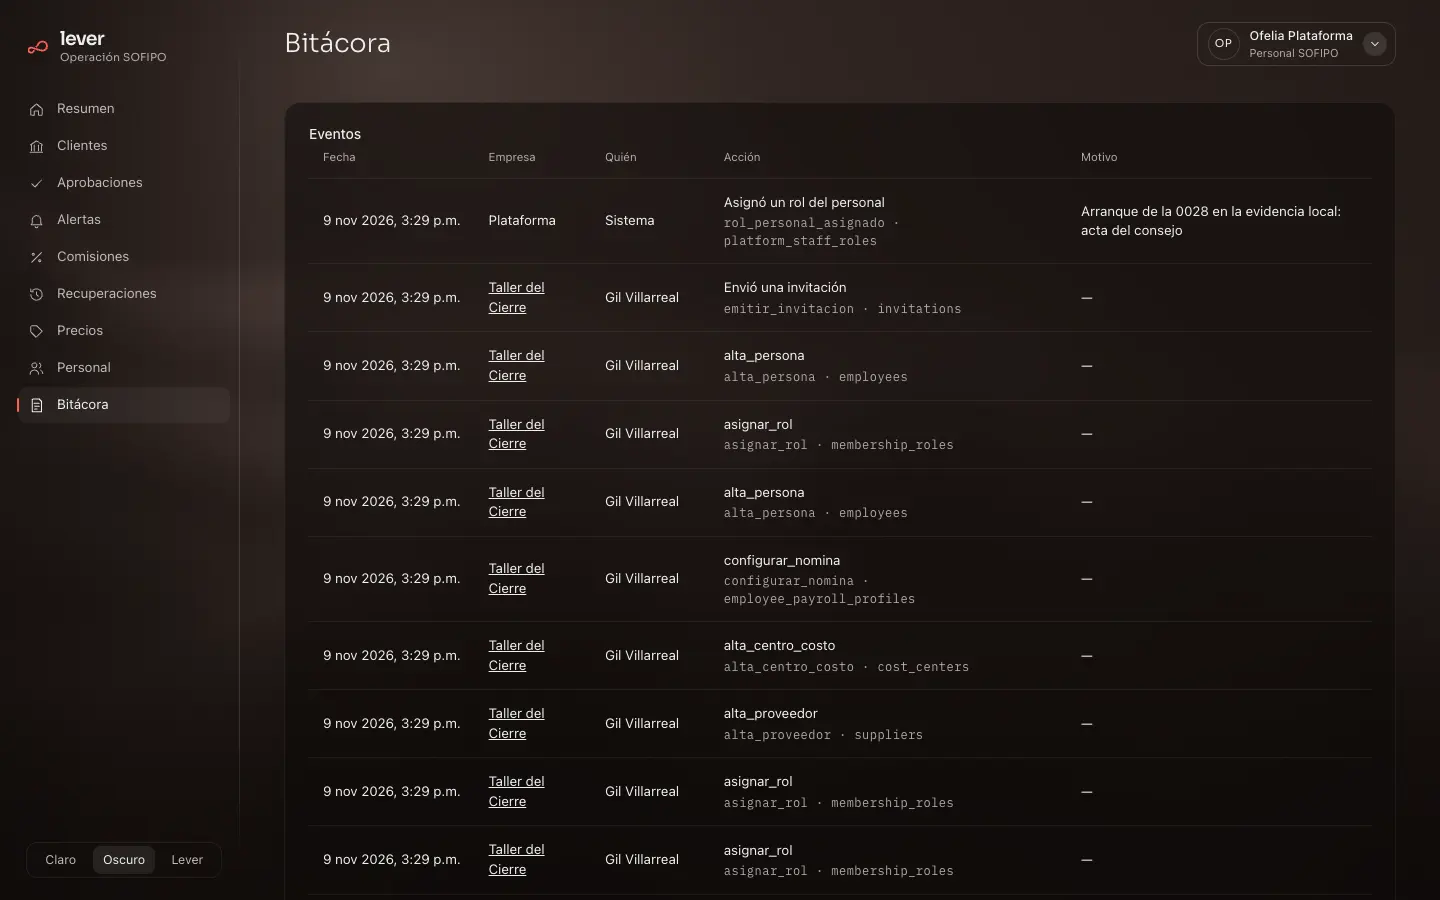 lever
Operación SOFIPO
Resumen
Clientes
Aprobaciones
Alertas
Comisiones
Recuperaciones
Precios
Personal
Bitácora
Claro Oscuro Lever
Bitácora
OP
Ofelia Plataforma
Personal SOFIPO
Eventos
Fecha Empresa Quién Acción Motivo
9 nov 2026, 3:29 p.m. Plataforma Sistema
Asignó un rol del personal
rol_personal_asignado ·
platform_staff_roles
Arranque de la 0028 en la evidencia local:
acta del consejo
9 nov 2026, 3:29 p.m.
Taller del
Cierre
Gil Villarreal
Envió una invitación
emitir_invitacion · invitations
—
9 nov 2026, 3:29 p.m.
Taller del
Cierre
Gil Villarreal
alta_persona
alta_persona · employees
—
9 nov 2026, 3:29 p.m.
Taller del
Cierre
Gil Villarreal
asignar_rol
asignar_rol · membership_roles
—
9 nov 2026, 3:29 p.m.
Taller del
Cierre
Gil Villarreal
alta_persona
alta_persona · employees
—
9 nov 2026, 3:29 p.m.
Taller del
Cierre
Gil Villarreal
configurar_nomina
configurar_nomina ·
employee_payroll_profiles
—
9 nov 2026, 3:29 p.m.
Taller del
Cierre
Gil Villarreal
alta_centro_costo
alta_centro_costo · cost_centers
—
9 nov 2026, 3:29 p.m.
Taller del
Cierre
Gil Villarreal
alta_proveedor
alta_proveedor · suppliers
—
9 nov 2026, 3:29 p.m.
Taller del
Cierre
Gil Villarreal
asignar_rol
asignar_rol · membership_roles
—
9 nov 2026, 3:29 p.m.
Taller del
Cierre
Gil Villarreal
asignar_rol
asignar_rol · membership_roles
—